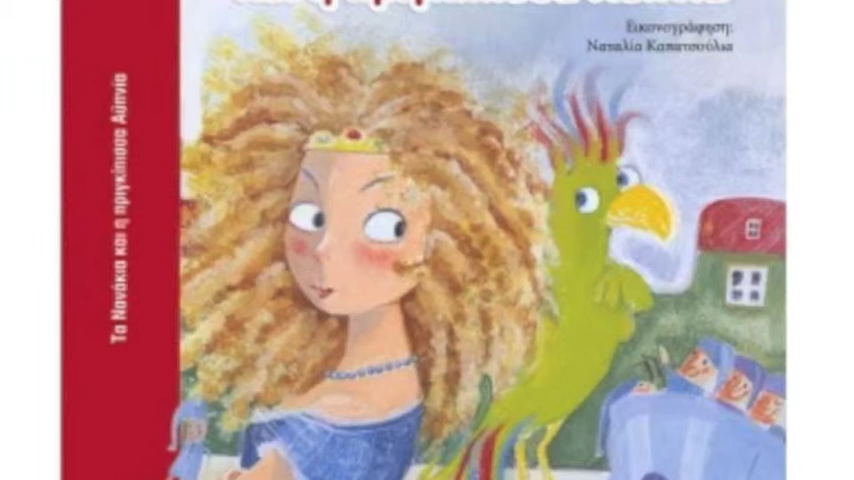 Εικονογράφηση:
Ναταλία Καπατσούλια
Τα Νανάκια και η πριγκίπισσα Αϋπνία